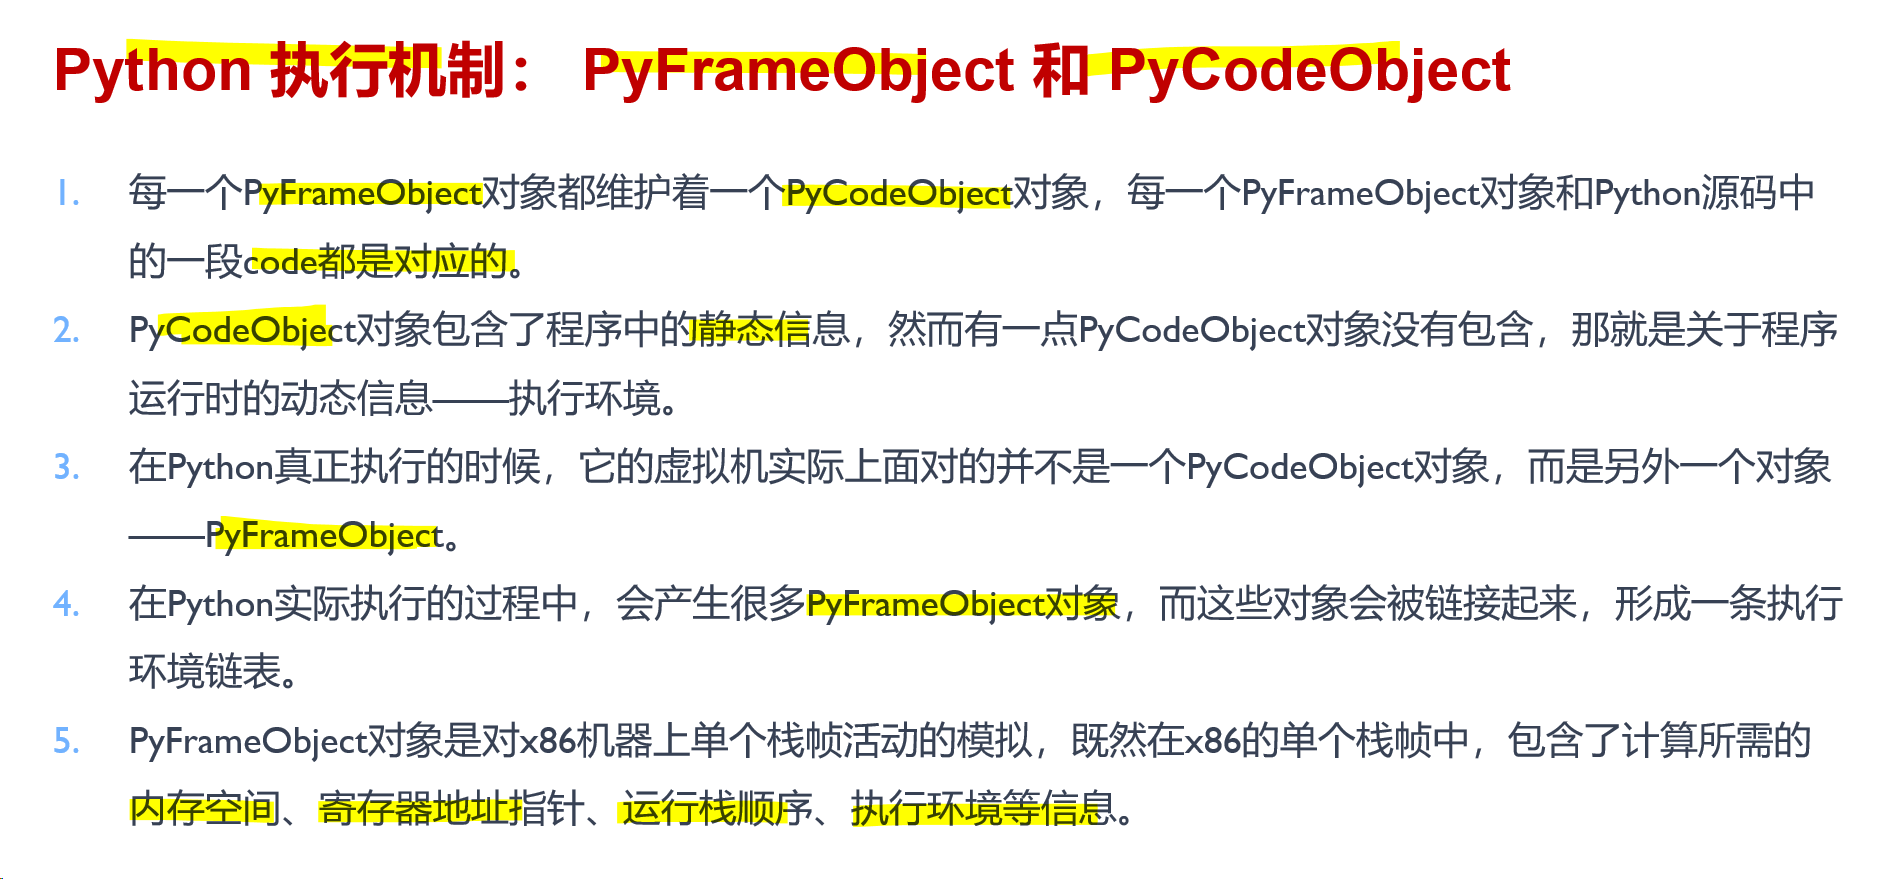 Python 执行机制： PyFrameObject 和 PyCodeObject
1. 每一个PyFrameObject对象都维护着一个PyCodeObject对象，每一个PyFrameObject对象和Python源码中
的一段code都是对应的。
2. PyCodeObject对象包含了程序中的静态信息，然而有一点PyCodeObject对象没有包含，那就是关于程序
运行时的动态信息——执行环境。
3. 在Python真正执行的时候，它的虚拟机实际上面对的并不是一个PyCodeObject对象，而是另外一个对象
——PyFrameObject。
4. 在Python实际执行的过程中，会产生很多PyFrameObject对象，而这些对象会被链接起来，形成一条执行
环境链表。
5. PyFrameObject对象是对x86机器上单个栈帧活动的模拟，既然在x86的单个栈帧中，包含了计算所需的
内存空间、寄存器地址指针、运行栈顺序、执行环境等信息。